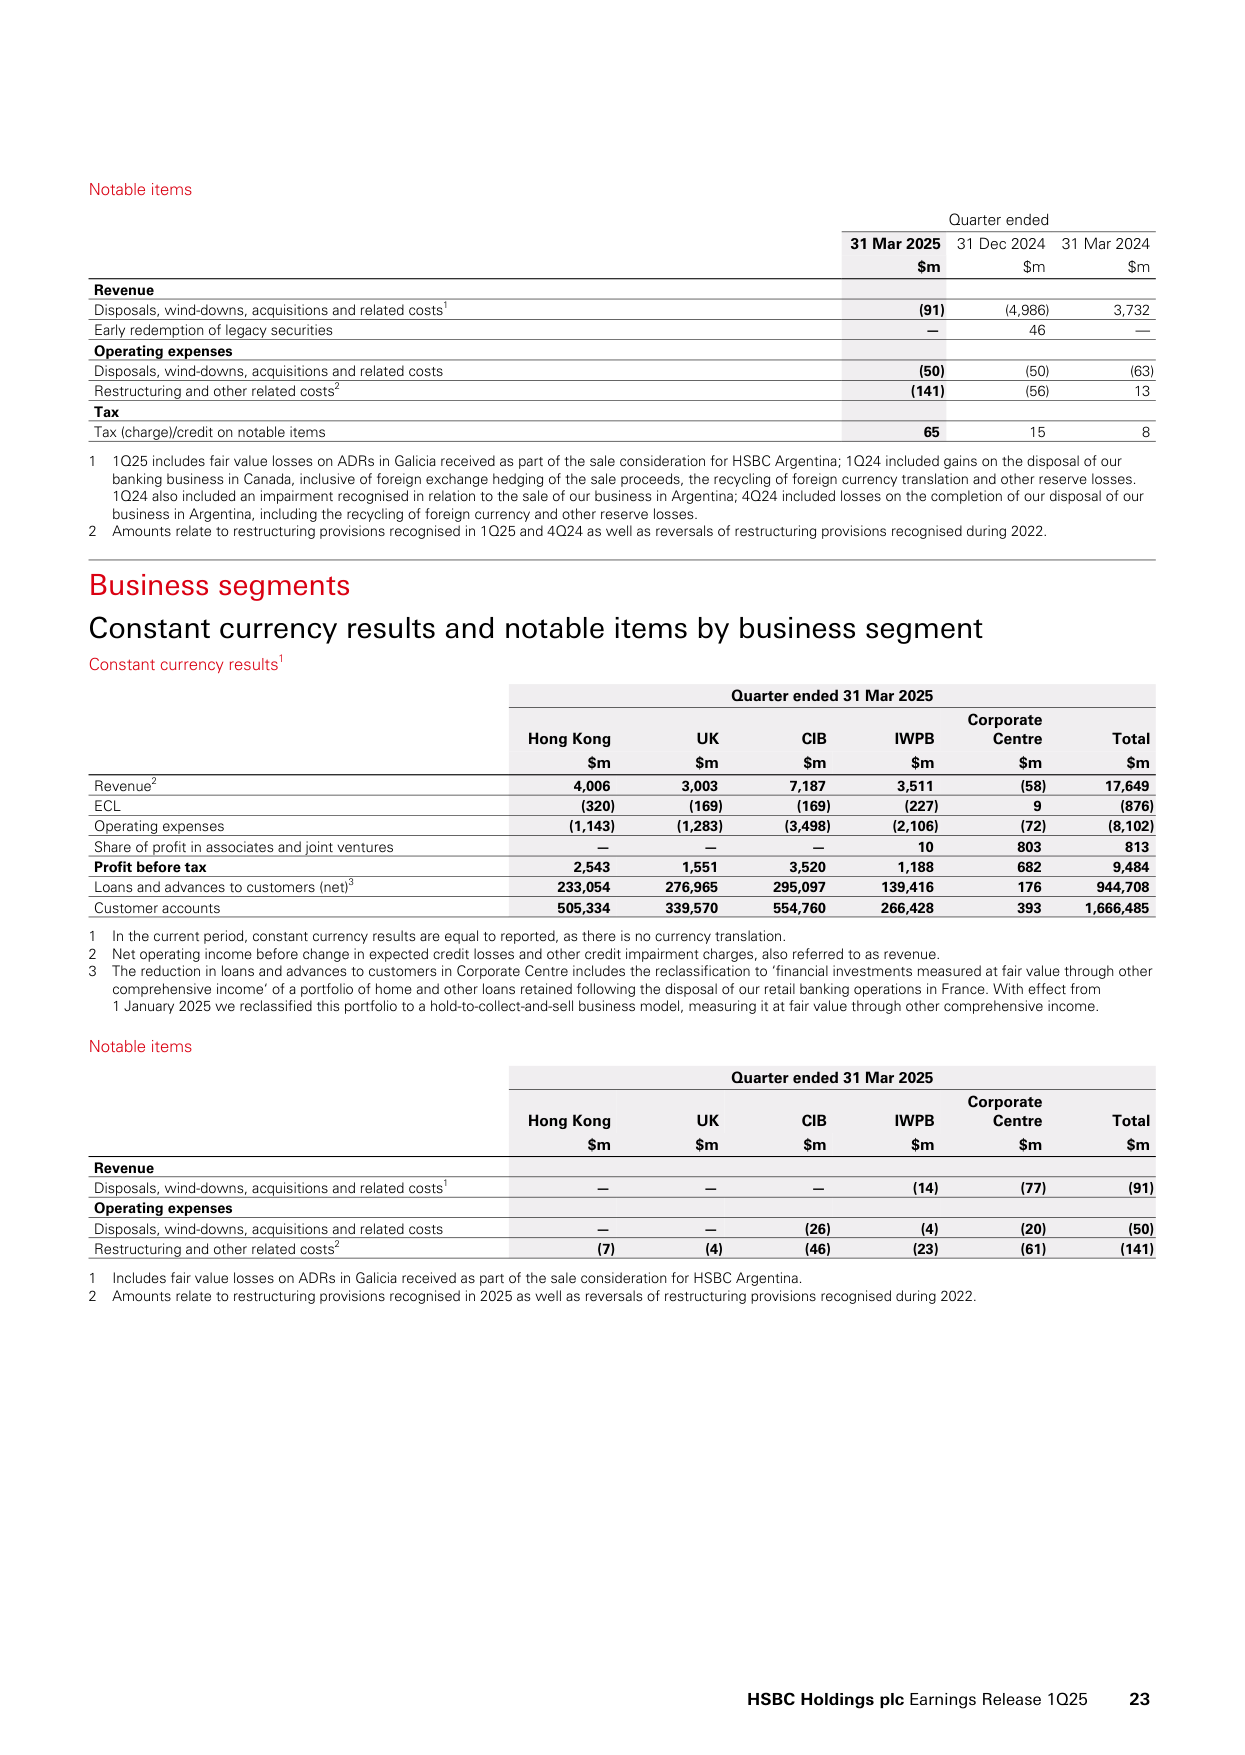 Notable items
Quarter ended
31 Mar 2025 31 Dec 2024 31 Mar 2024
$m $m $m
Revenue
Disposals, wind-downs, acquisitions and related costs1 (91) (4,986) 3,732
Early redemption of legacy securities — 46 —
Operating expenses
Disposals, wind-downs, acquisitions and related costs (50) (50) (63)
Restructuring and other related costs2 (141) (56) 13
Tax
Tax (charge)/credit on notable items 65 15 8
1 1Q25 includes fair value losses on ADRs in Galicia received as part of the sale consideration for HSBC Argentina; 1Q24 included gains on the disposal of our
banking business in Canada, inclusive of foreign exchange hedging of the sale proceeds, the recycling of foreign currency translation and other reserve losses.
1Q24 also included an impairment recognised in relation to the sale of our business in Argentina; 4Q24 included losses on the completion of our disposal of our
business in Argentina, including the recycling of foreign currency and other reserve losses.
2 Amounts relate to restructuring provisions recognised in 1Q25 and 4Q24 as well as reversals of restructuring provisions recognised during 2022.
Business segments
Constant currency results and notable items by business segment
Constant currency results1
Quarter ended 31 Mar 2025
Corporate
Hong Kong UK CIB IWPB Centre Total
$m $m $m $m $m $m
Revenue2 4,006 3,003 7,187 3,511 (58) 17,649
ECL (320) (169) (169) (227) 9 (876)
Operating expenses (1,143) (1,283) (3,498) (2,106) (72) (8,102)
Share of profit in associates and joint ventures — — — 10 803 813
Profit before tax 2,543 1,551 3,520 1,188 682 9,484
Loans and advances to customers (net)3 233,054 276,965 295,097 139,416 176 944,708
Customer accounts 505,334 339,570 554,760 266,428 393 1,666,485
1 In the current period, constant currency results are equal to reported, as there is no currency translation.
2 Net operating income before change in expected credit losses and other credit impairment charges, also referred to as revenue.
3 The reduction in loans and advances to customers in Corporate Centre includes the reclassification to ‘financial investments measured at fair value through other
comprehensive income’ of a portfolio of home and other loans retained following the disposal of our retail banking operations in France. With effect from
1 January 2025 we reclassified this portfolio to a hold-to-collect-and-sell business model, measuring it at fair value through other comprehensive income.
Notable items
Quarter ended 31 Mar 2025
Corporate
Hong Kong UK CIB IWPB Centre Total
$m $m $m $m $m $m
Revenue
Disposals, wind-downs, acquisitions and related costs1 — — — (14) (77) (91)
Operating expenses
Disposals, wind-downs, acquisitions and related costs — — (26) (4) (20) (50)
Restructuring and other related costs2 (7) (4) (46) (23) (61) (141)
1 Includes fair value losses on ADRs in Galicia received as part of the sale consideration for HSBC Argentina.
2 Amounts relate to restructuring provisions recognised in 2025 as well as reversals of restructuring provisions recognised during 2022.
HSBC Holdings plc Earnings Release 1Q25 23